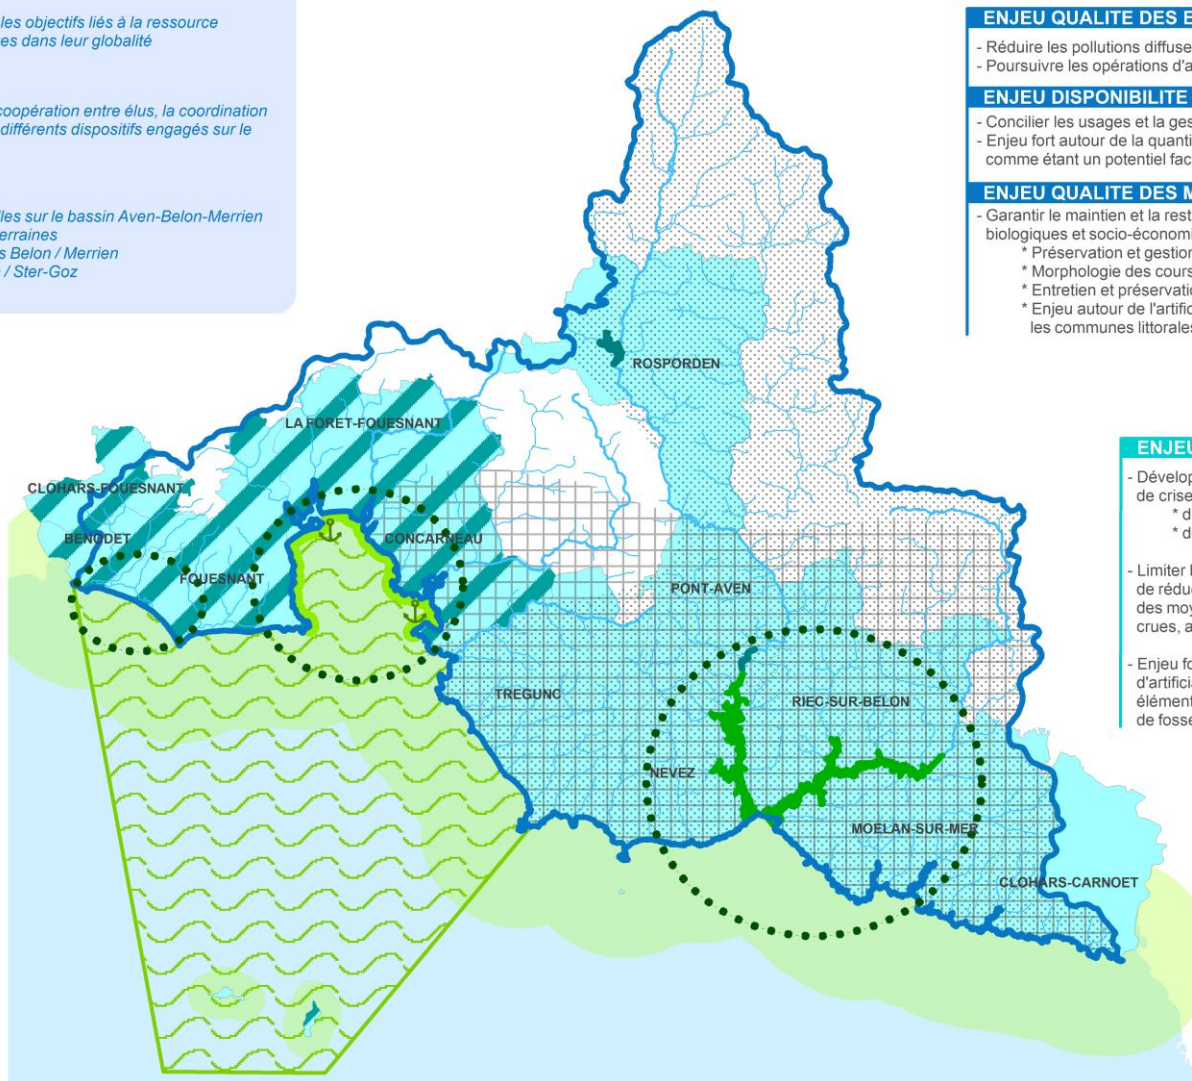 les objectifs liés à la ressource
es dans leur globalité
coopération entre élus, la coordination
différents dispositifs engagés sur le
lles sur le bassin Aven-Belon-Merrien
erraines
s Belon / Merrien
/ Ster-Goz
ENJEU QUALITE DES E
- Réduire les pollutions diffuse
- Poursuivre les opérations d'a
ENJEU DISPONIBILITE
- Concilier les usages et la ges
- Enjeu fort autour de la quanti
comme étant un potentiel fac
ENJEU QUALITE DES M
- Garantir le maintien et la rest
biologiques et socio-économi
* Préservation et gestion
* Morphologie des cours
* Entretien et préservatio
* Enjeu autour de l'artific
les communes littorales
ROSPORDEN
LA FORET-FOUESNANT
CLOHARS-FOUESNANT
BENODET
FOUESNANT
CONCARNEAU
PONT-AVEN
TREGUNC
RIEC-SUR-BELON
NEVEZ
MOELAN-SUR-MER
CLOHARS-CARNOET
ENJEU
- Dévelop
de crise
* d
* d
- Limiter l
de réduc
des moy
crues, a
- Enjeu fo
d'artificia
élément
de fosse